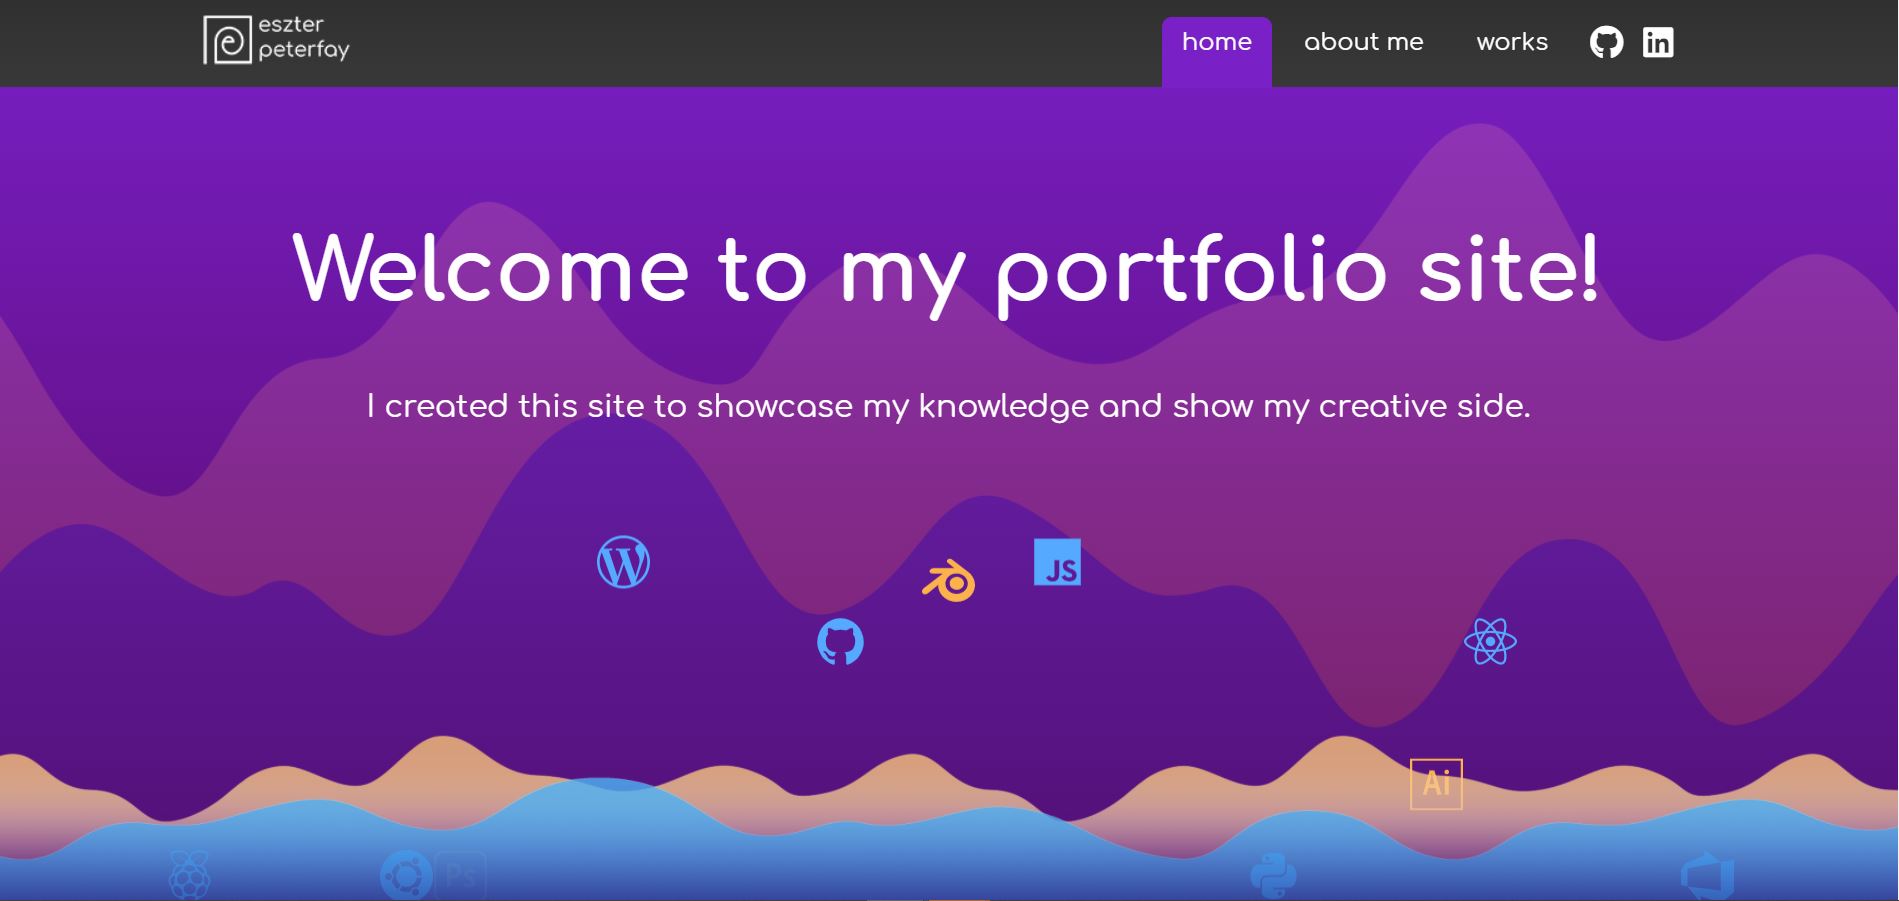 eszter
peterfay
home
about me
works
in
Welcome to my portfolio site!
I created this site to showcase my knowledge and show my creative side.
W
JS
Ai
Ps